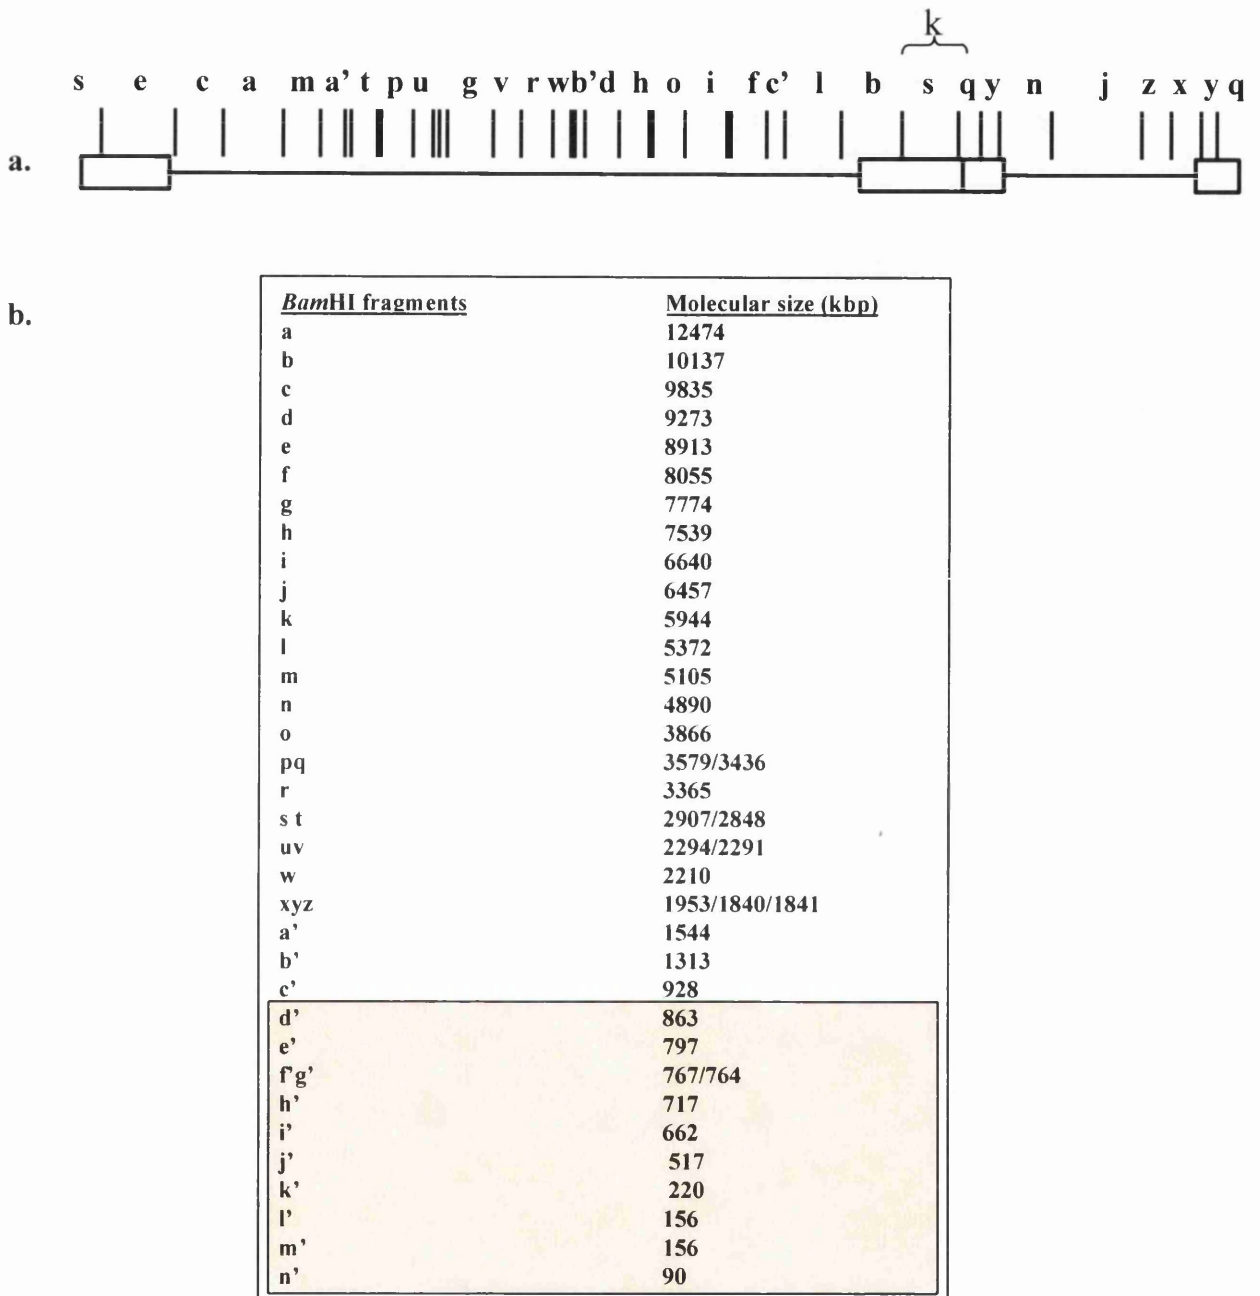 k
s e c a m a’ t p u g v r w b’ d h o i f c’ l b s q y n j z x y q
a.
b.
BamHI fragments Molecular size (kbp)
a 12474
b 10137
c 9835
d 9273
e 8913
f 8055
g 7774
h 7539
i 6640
j 6457
k 5944
l 5372
m 5105
n 4890
o 3866
pq 3579/3436
r 3365
s t 2907/2848
uv 2294/2291
w 2210
xyz 1953/1840/1841
a’ 1544
b’ 1313
c’ 928
d’ 863
e’ 797
f’g’ 767/764
h’ 717
i’ 662
j’ 517
k’ 220
l’ 156
m’ 156
n’ 90